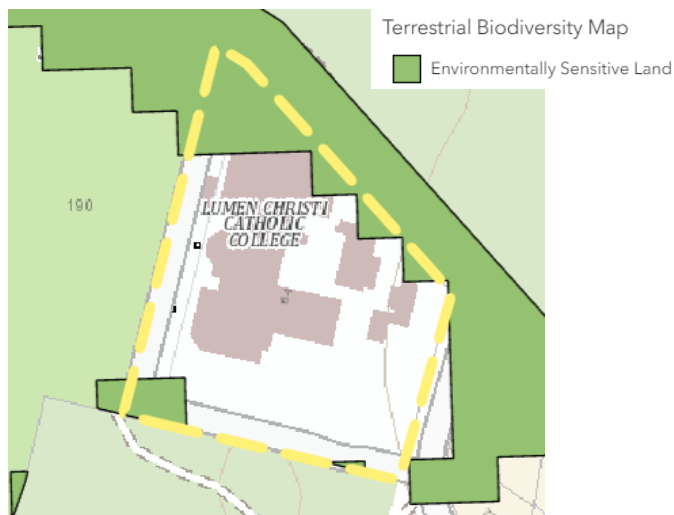 Terrestrial Biodiversity Map
Environmentally Sensitive Land
190
LUMEN CHRISTI
CATHOLIC
COLLEGE